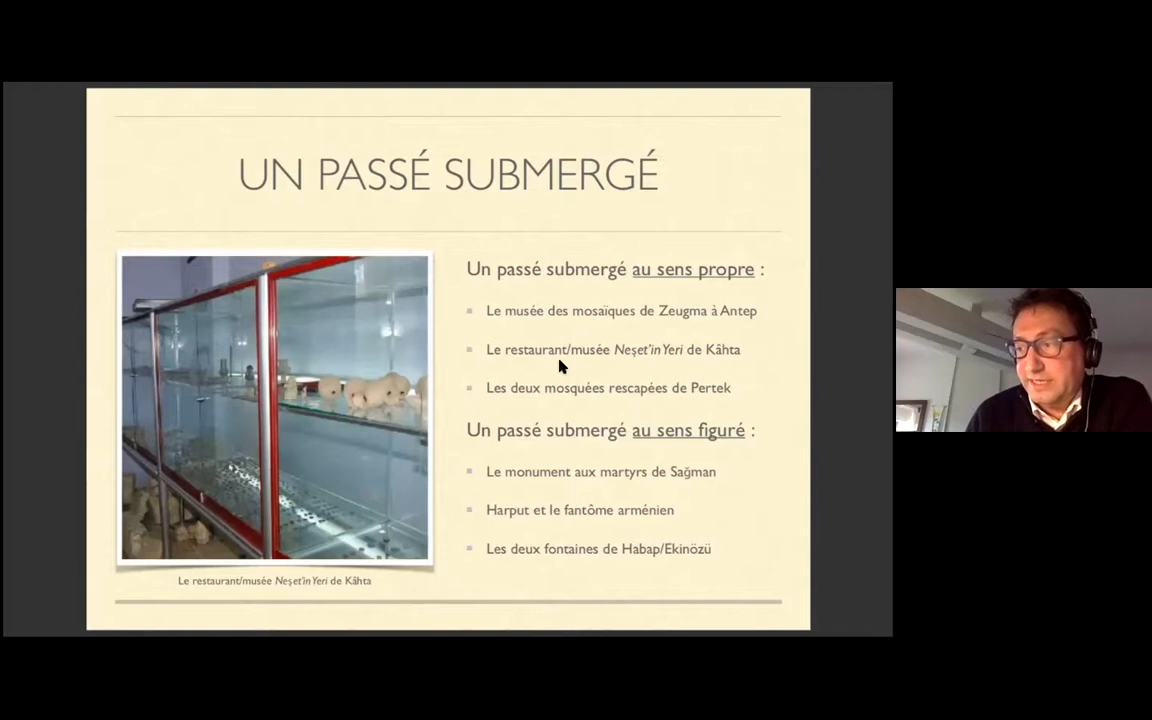 UN PASSÉ SUBMERGÉ
Un passé submergé au sens propre :
Le musée des mosaïques de Zeugma à Antep
Le restaurant/musée Neşet'in Yeri de Kâhta
Les deux mosquées rescapées de Pertek
Un passé submergé au sens figuré :
Le monument aux martyrs de Sağman
Harput et le fantôme arménien
Les deux fontaines de Habap/Ekinözü
Le restaurant/musée Neşet'in Yeri de Kâhta